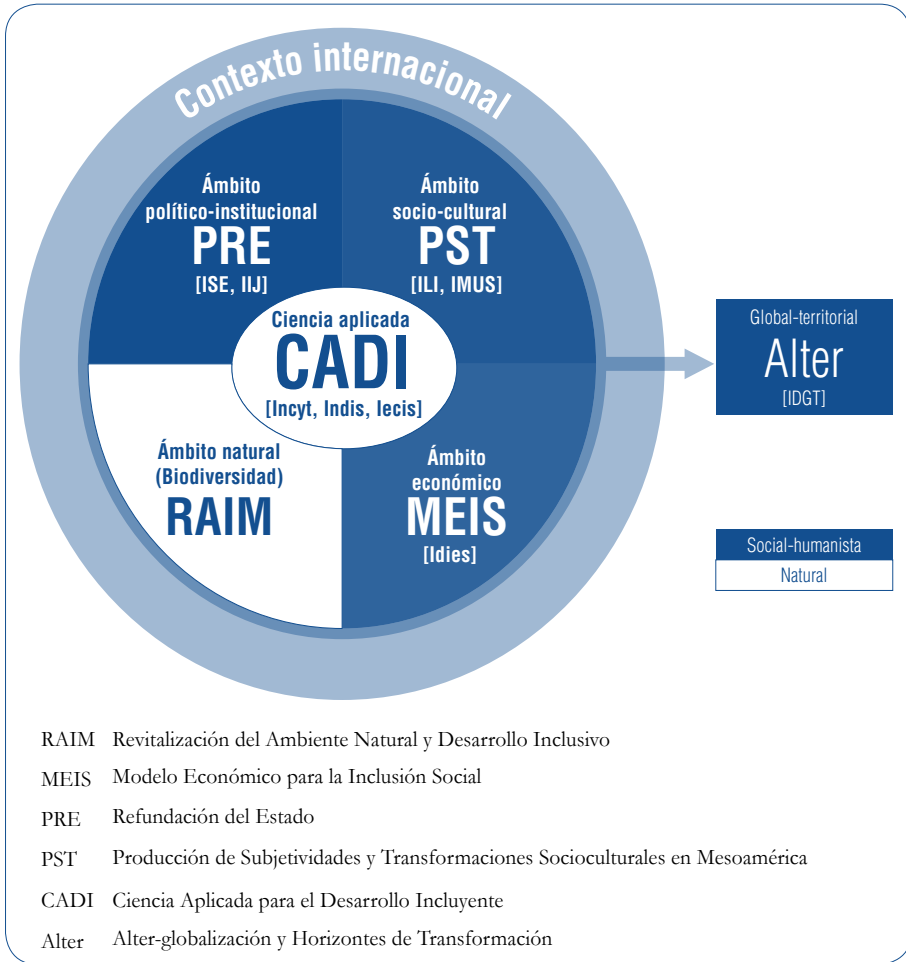 Contexto internacional
Ámbito
político-institucional
PRE
[ISE, IIJ]
Ámbito
socio-cultural
PST
[ILI, IMUS]
Ciencia aplicada
CADI
[Incyt, Indis, Iecis]
Ámbito natural
(Biodiversidad)
RAIM
Ámbito
económico
MEIS
[Idies]
Global-territorial
Alter
[IDGT]
Social-humanista
Natural
RAIM Revitalización del Ambiente Natural y Desarrollo Inclusivo
MEIS Modelo Económico para la Inclusión Social
PRE Refundación del Estado
PST Producción de Subjetividades y Transformaciones Socioculturales en Mesoamérica
CADI Ciencia Aplicada para el Desarrollo Incluyente
Alter Alter-globalización y Horizontes de Transformación